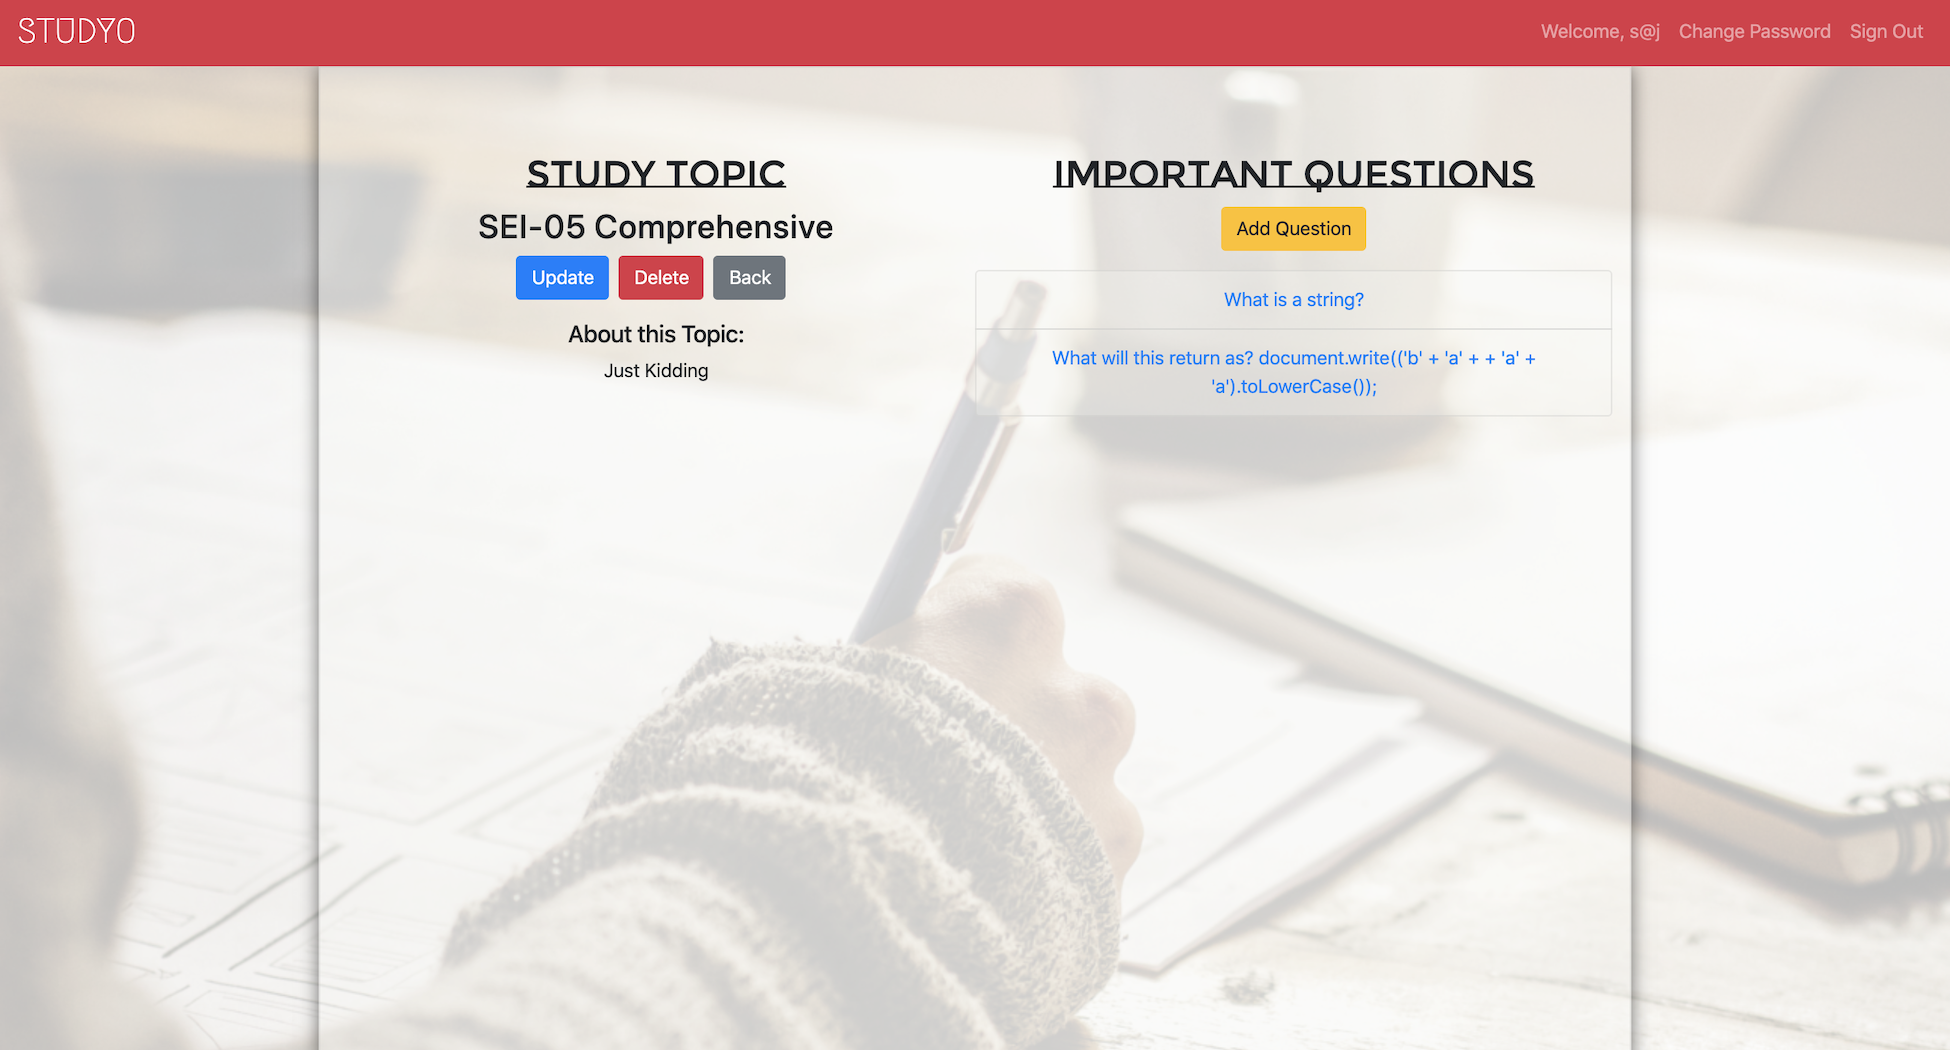 STUDYO
Welcome, s@j Change Password Sign Out
STUDY TOPIC
SEI-05 Comprehensive
Update Delete Back
About this Topic:
Just Kidding
IMPORTANT QUESTIONS
Add Question
What is a string?
What will this return as? document.write(('b' + 'a' + + 'a' +
'a').toLowerCase());